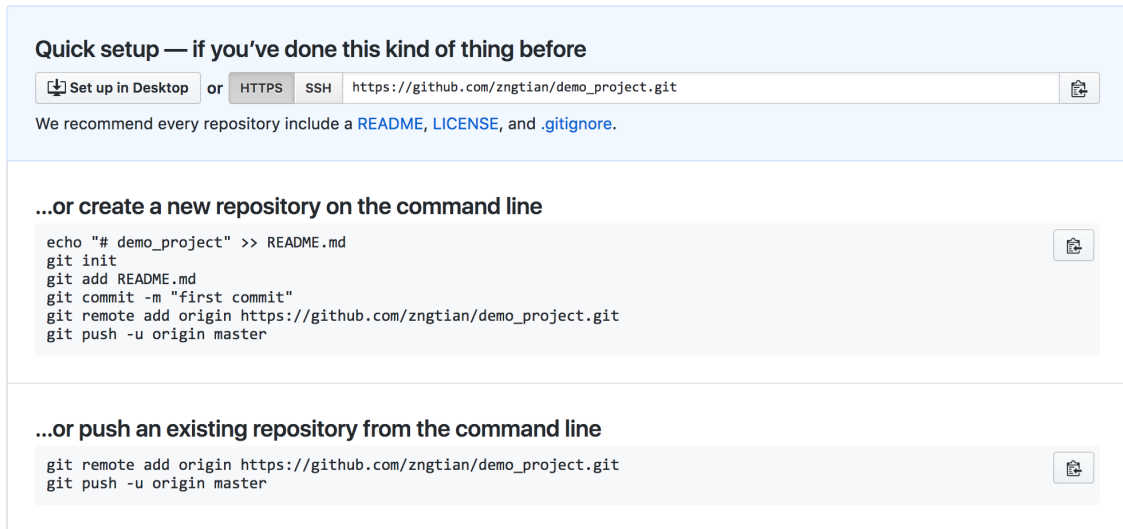 Quick setup — if you’ve done this kind of thing before
Set up in Desktop or HTTPS SSH https://github.com/zngtian/demo_project.git
We recommend every repository include a README, LICENSE, and .gitignore.
…or create a new repository on the command line
echo "# demo_project" >> README.md
git init
git add README.md
git commit -m "first commit"
git remote add origin https://github.com/zngtian/demo_project.git
git push -u origin master
…or push an existing repository from the command line
git remote add origin https://github.com/zngtian/demo_project.git
git push -u origin master